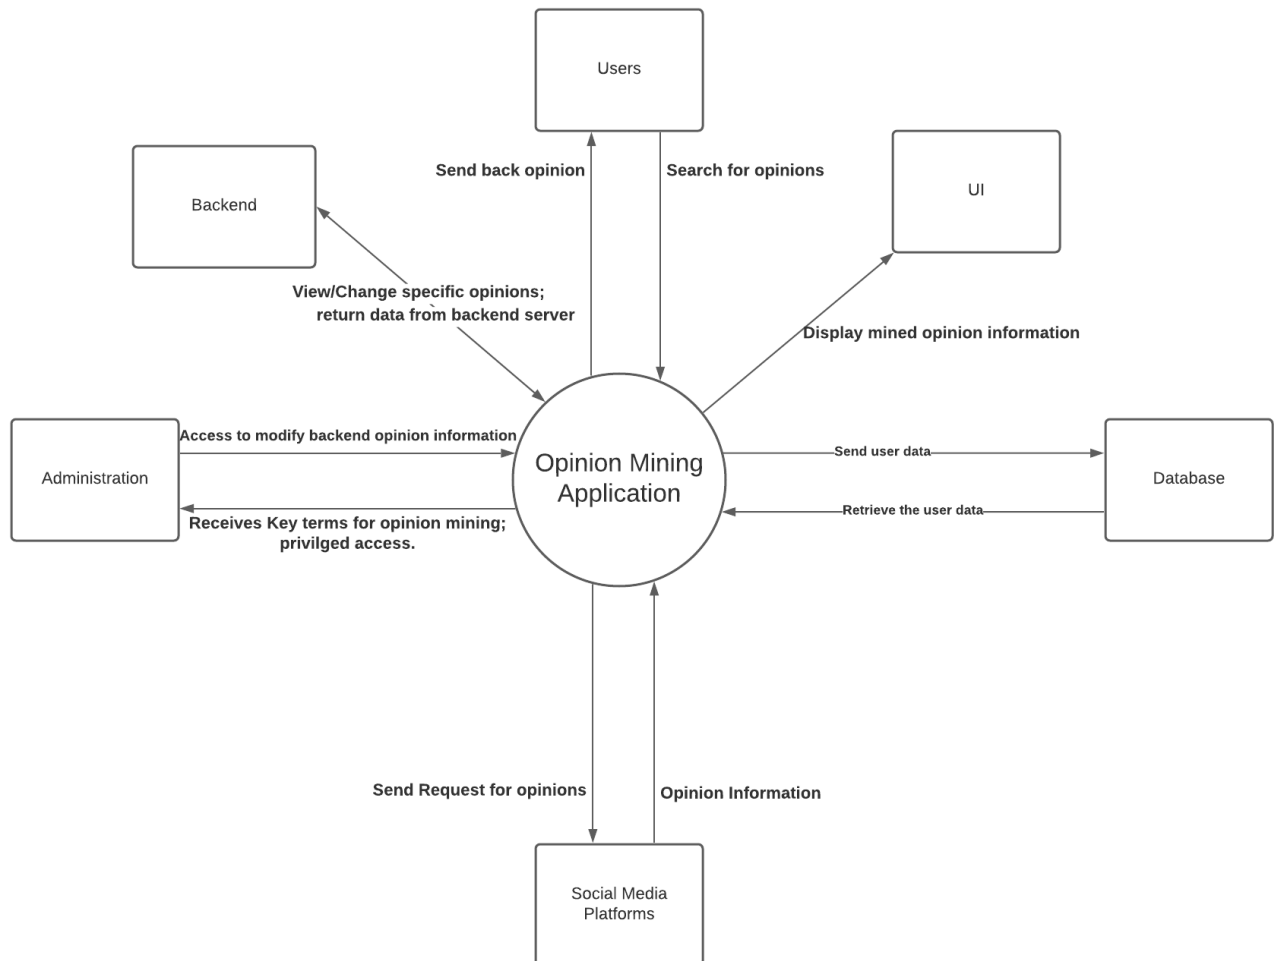 Users
Send back opinion
Search for opinions
UI
Backend
View/Change specific opinions;
return data from backend server
Display mined opinion information
Access to modify backend opinion information
Administration
Receives Key terms for opinion mining;
privilged access.
Opinion Mining
Application
Send user data
Retrieve the user data
Database
Send Request for opinions
Opinion Information
Social Media
Platforms